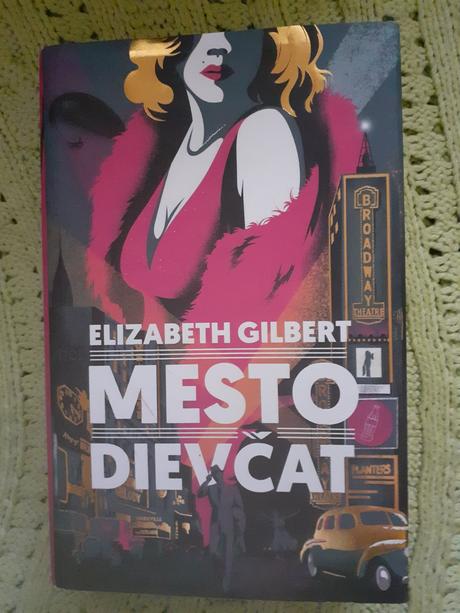 BROADWAY
THEATRE
ELIZABETH GILBERT
MESTO
DIEVČAT
PLANTERS